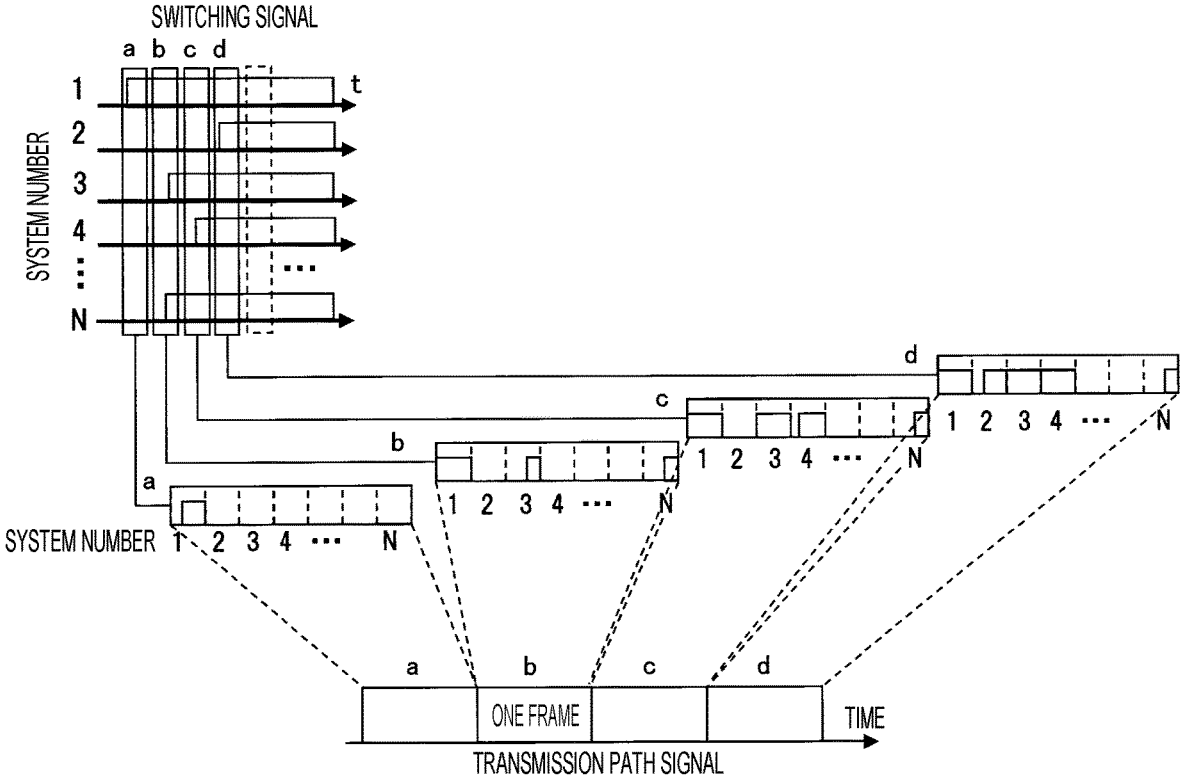 SWITCHING SIGNAL
a b c d
1 t
2
3
4
SYSTEM NUMBER
...
N
d
1 2 3 4 ... N
c
1 2 3 4 ... N
b
1 2 3 4 ... N
a
SYSTEM NUMBER 1 2 3 4 ... N
a b c d
ONE FRAME
TIME
TRANSMISSION PATH SIGNAL